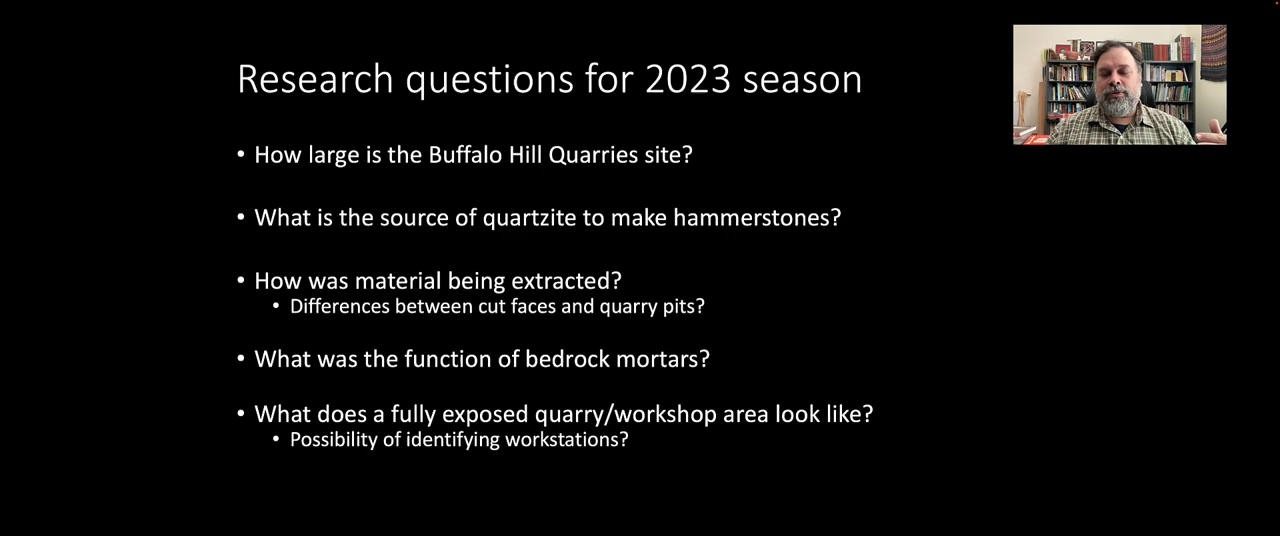 Research questions for 2023 season
• How large is the Buffalo Hill Quarries site?
• What is the source of quartzite to make hammerstones?
• How was material being extracted?
• Differences between cut faces and quarry pits?
• What was the function of bedrock mortars?
• What does a fully exposed quarry/workshop area look like?
• Possibility of identifying workstations?